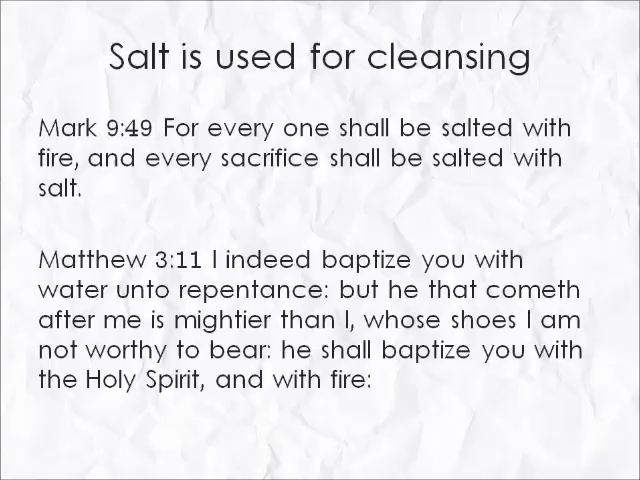 Salt is used for cleansing
Mark 9:49 For every one shall be salted with
fire, and every sacrifice shall be salted with
salt.
Matthew 3:11 I indeed baptize you with
water unto repentance: but he that cometh
after me is mightier than I, whose shoes I am
not worthy to bear: he shall baptize you with
the Holy Spirit, and with fire: